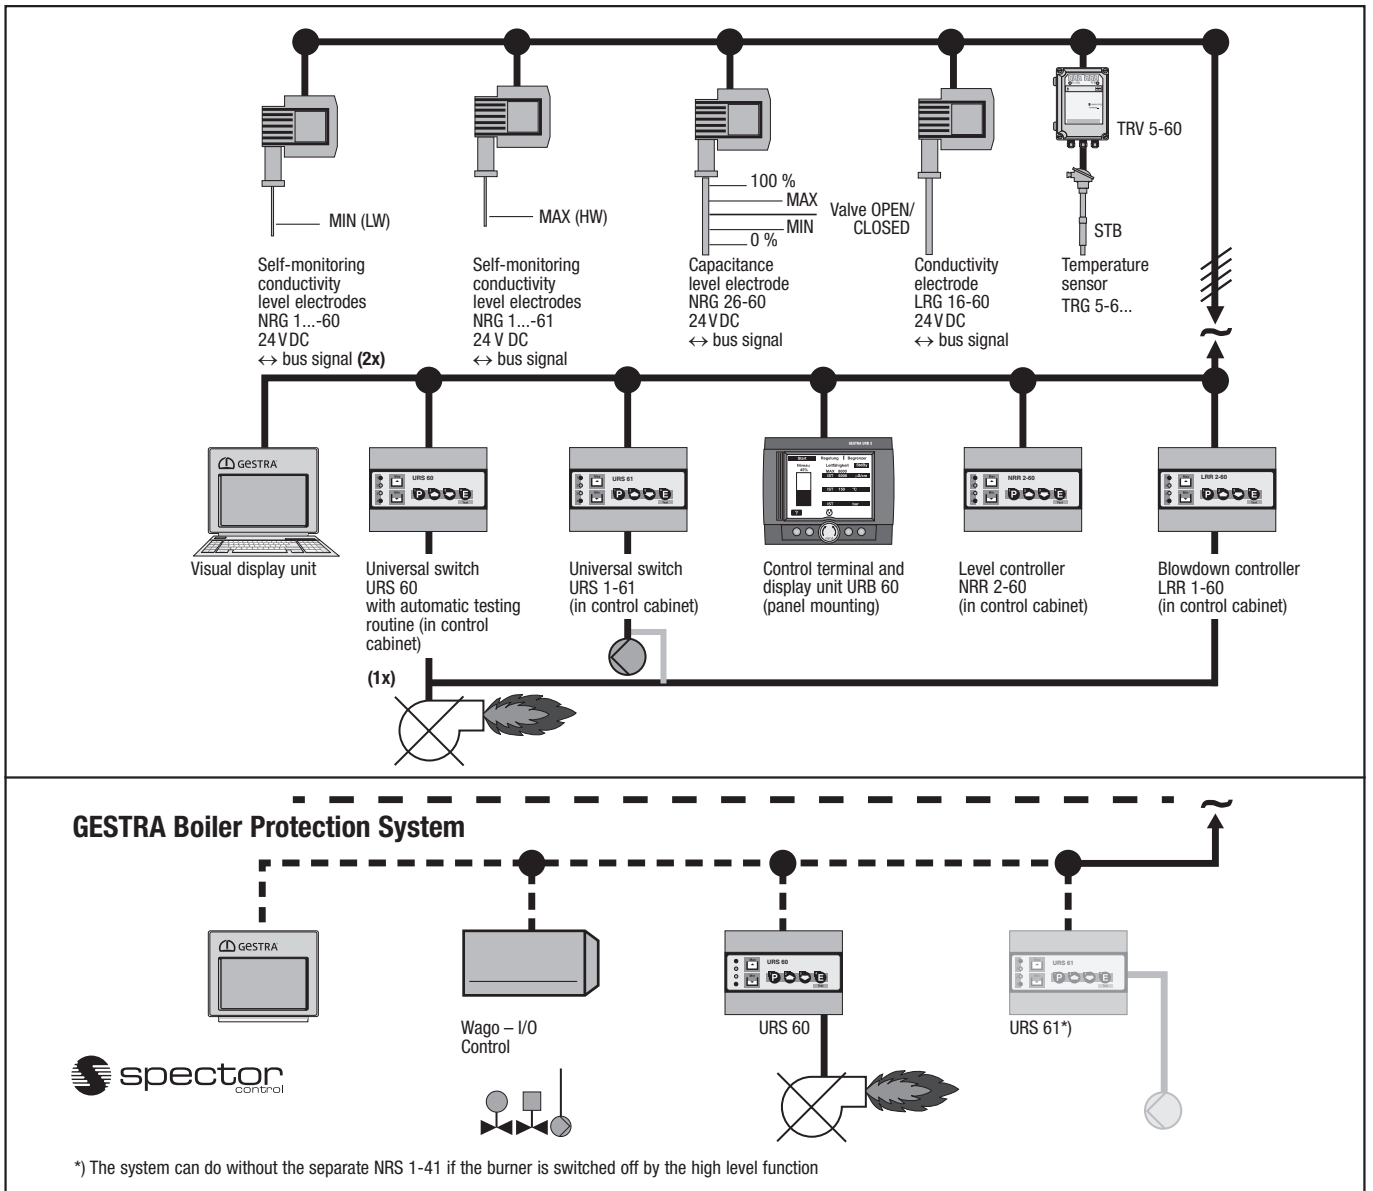 TRV 5-60
100 %
MAX
MIN (LW)
MAX (HW)
Valve OPEN/
CLOSED
MIN
0 %
STB
Self-monitoring
conductivity
level electrodes
NRG 1...-60
24 V DC
↔ bus signal (2x)
Self-monitoring
conductivity
level electrodes
NRG 1...-61
24 V DC
↔ bus signal
Capacitance
level electrode
NRG 26-60
24 V DC
↔ bus signal
Conductivity
electrode
LRG 16-60
24 V DC
↔ bus signal
Temperature
sensor
TRG 5-6...
GESTRA
URS 60
P
E
URS 61
P
E
Start
Regelung
Begrenzer
NRR 2-60
P
E
LRR 2-60
P
E
Visual display unit
Universal switch
URS 60
with automatic testing
routine (in control
cabinet)
(1x)
Universal switch
URS 1-61
(in control cabinet)
Control terminal and
display unit URB 60
(panel mounting)
Level controller
NRR 2-60
(in control cabinet)
Blowdown controller
LRR 1-60
(in control cabinet)
GESTRA Boiler Protection System
GESTRA
URS 60
P
E
URS 61
P
E
Wago – I/O
Control
URS 60
URS 61*)
spector
control
*) The system can do without the separate NRS 1-41 if the burner is switched off by the high level function